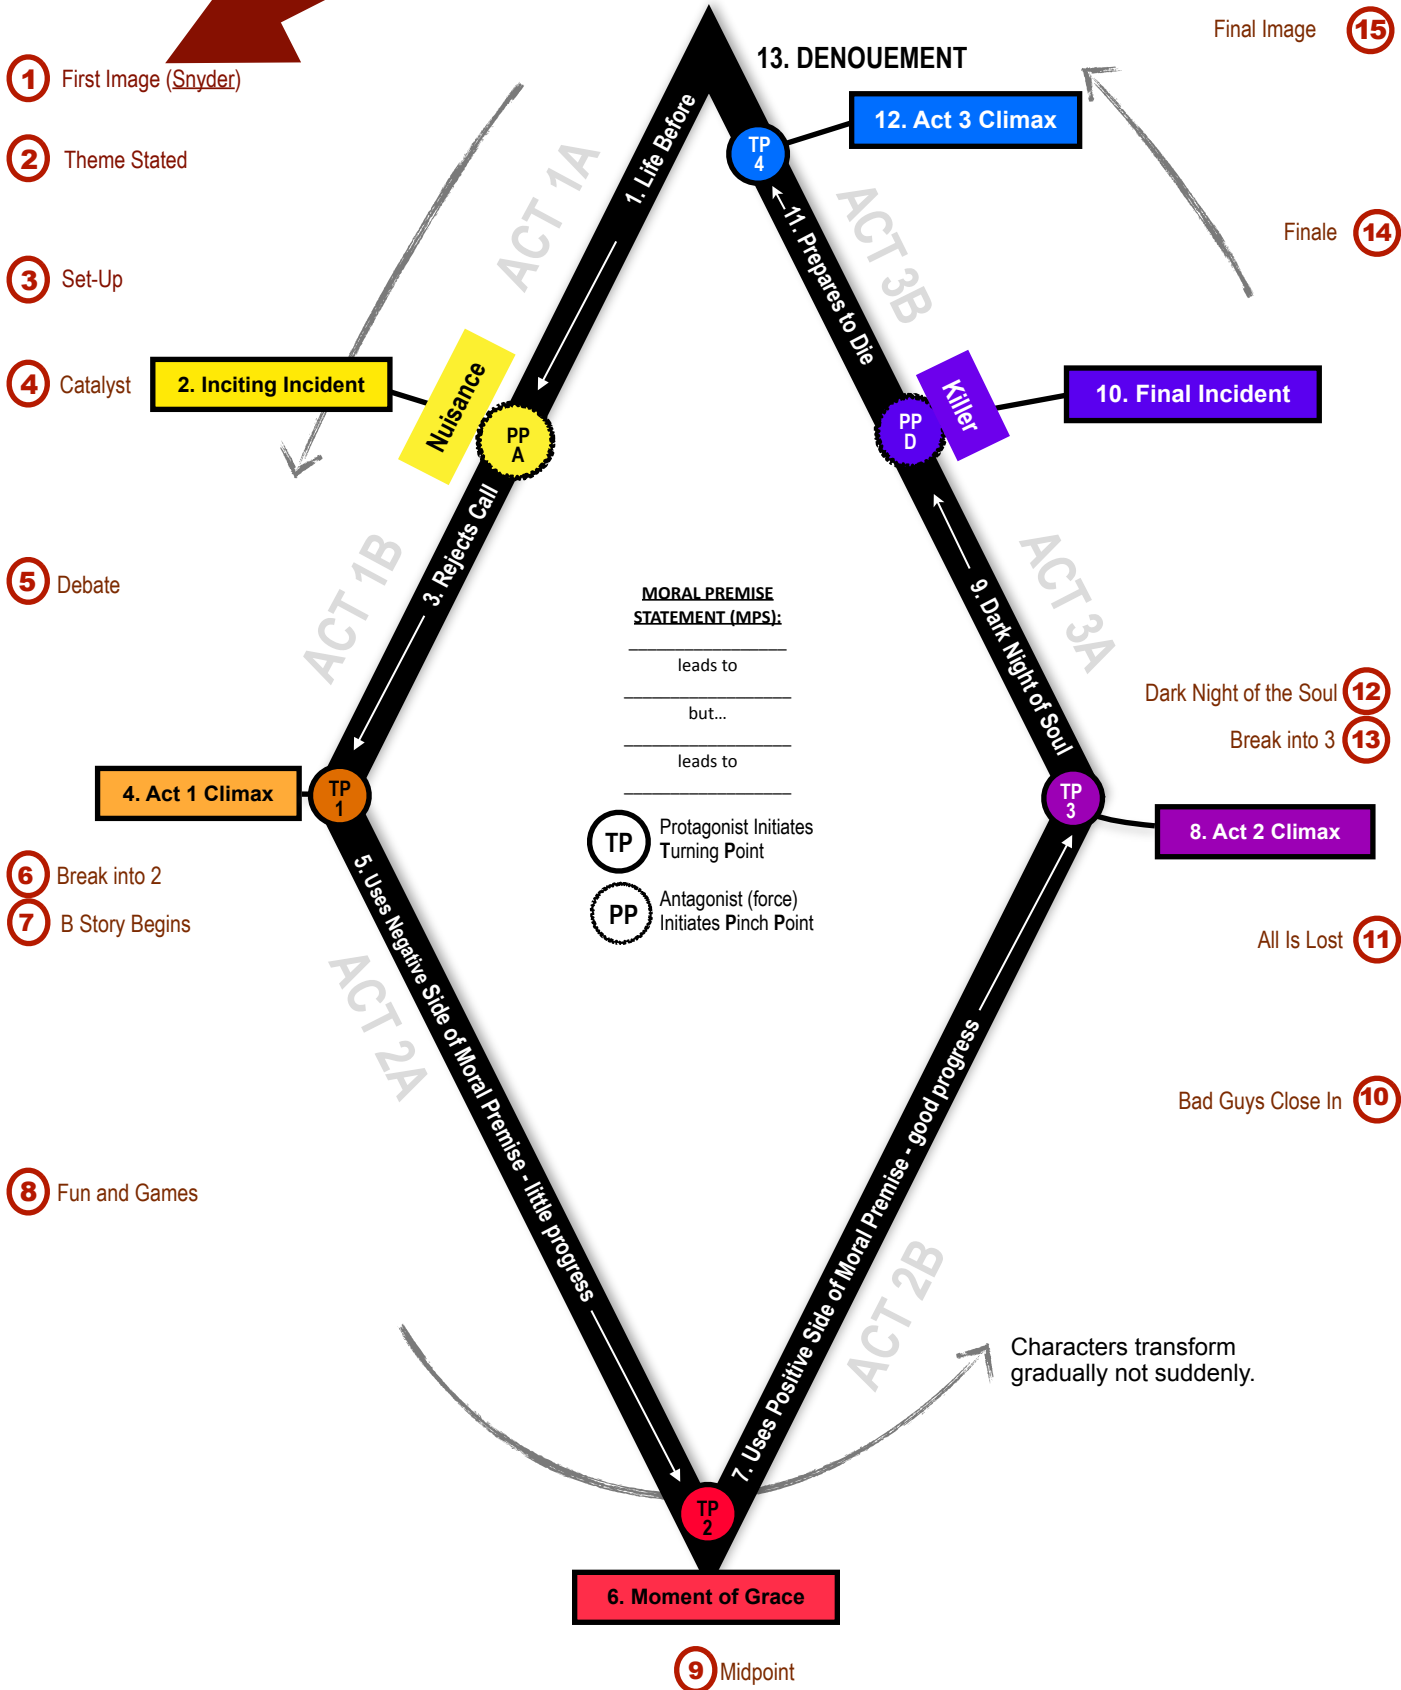 1 First Image (Snyder)
2 Theme Stated
3 Set-Up
4 Catalyst
5 Debate
6 Break into 2
7 B Story Begins
8 Fun and Games
9 Midpoint
Bad Guys Close In 10
All Is Lost 11
Dark Night of the Soul 12
Break into 3 13
Finale 14
Final Image 15
13. DENOUEMENT
12. Act 3 Climax
TP
4
1. Life Before
ACT 1A
2. Inciting Incident
Nuisance
PP
A
3. Rejects Call
ACT 1B
4. Act 1 Climax
TP
1
5. Uses Negative Side of Moral Premise - little progress
ACT 2A
TP
2
6. Moment of Grace
7. Uses Positive Side of Moral Premise - good progress
ACT 2B
Characters transform
gradually not suddenly.
TP
3
8. Act 2 Climax
9. Dark Night of Soul
ACT 3A
PP
D
Killer
10. Final Incident
11. Prepares to Die
ACT 3B
MORAL PREMISE
STATEMENT (MPS):
__________________
leads to
___________________
but...
___________________
leads to
___________________
TP
Protagonist Initiates
Turning Point
PP
Antagonist (force)
Initiates Pinch Point